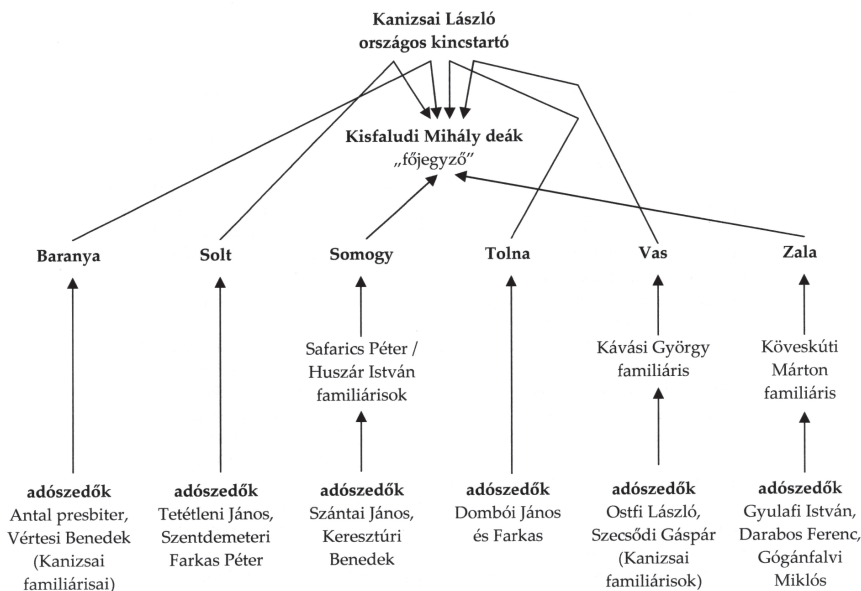 Kanizsai László
országos kincstartó
Kisfaludi Mihály deák
„főjegyző”
Baranya
Solt
Somogy
Tolna
Vas
Zala
Safarics Péter /
Huszár István
familiárisok
Kávási György
familiáris
Köveskúti
Márton
familiáris
adószedők
Antal presbiter,
Vértesi Benedek
(Kanizsai
familiárisai)
adószedők
Tetétleni János,
Szentdemeteri
Farkas Péter
adószedők
Szántai János,
Keresztúri
Benedek
adószedők
Dombói János
és Farkas
adószedők
Ostfi László,
Szecsődi Gáspár
(Kanizsai
familiárisok)
adószedők
Gyulafi István,
Darabos Ferenc,
Gógánfalvi
Miklós